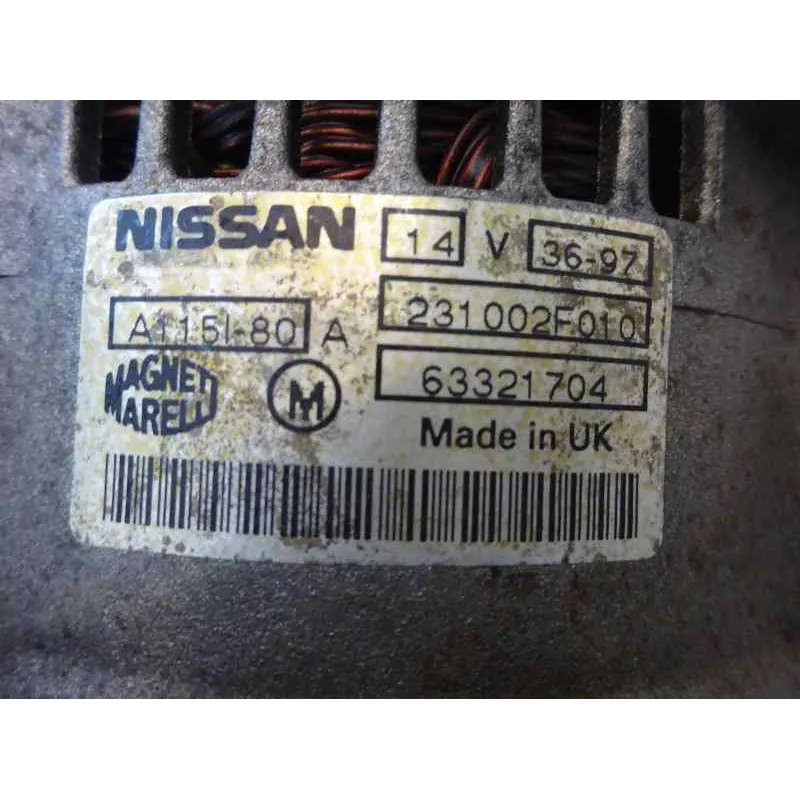 NISSAN 14 V 36-97
A115I-80 A 231002F010
MAGNETI MARELLI M 63321704
Made in UK